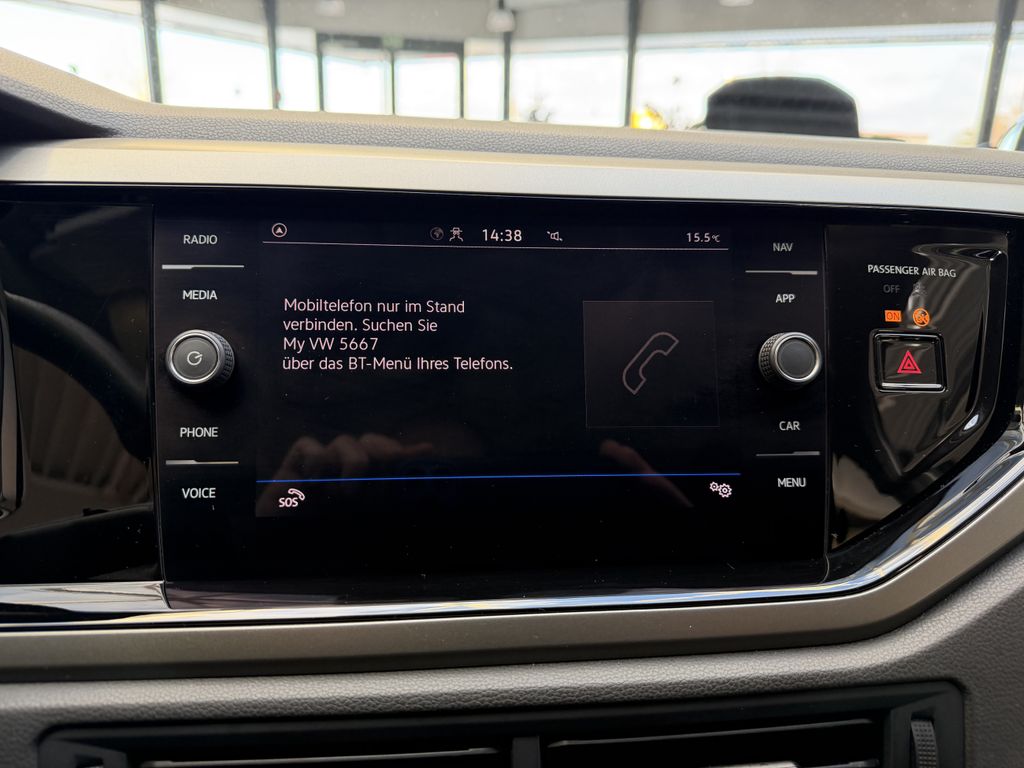 RADIO
14:38
15.5°C
NAV
MEDIA
APP
PASSENGER AIR BAG
OFF
ON
Mobiltelefon nur im Stand
verbinden. Suchen Sie
My VW 5667
über das BT-Menü Ihres Telefons.
PHONE
CAR
VOICE
SOS
MENU